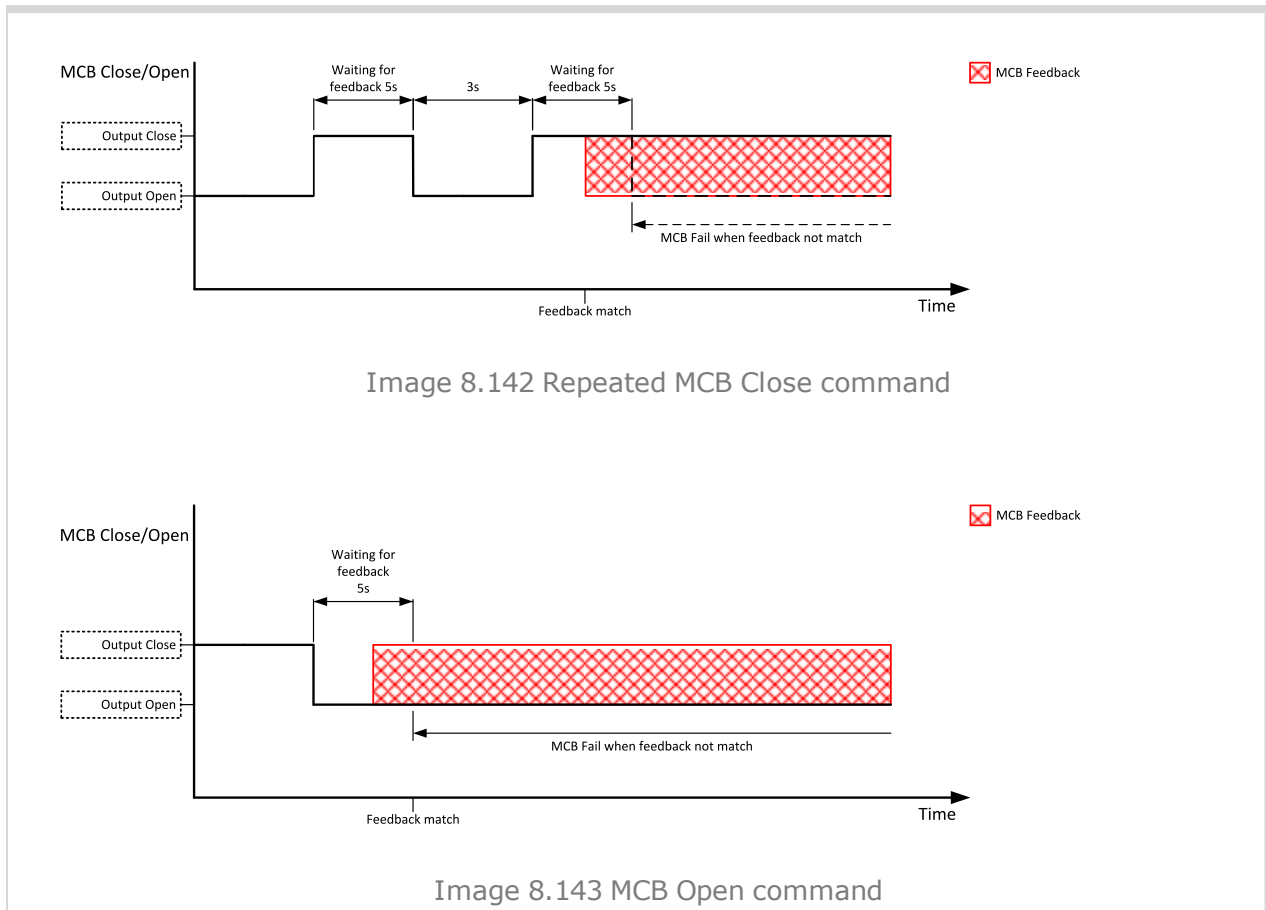 MCB Close/Open
Waiting for
feedback 5s
3s
Waiting for
feedback 5s
MCB Feedback
Output Close
Output Open
MCB Fail when feedback not match
Time
Feedback match
Image 8.142 Repeated MCB Close command
MCB Close/Open
MCB Feedback
Waiting for
feedback
5s
Output Close
Output Open
MCB Fail when feedback not match
Time
Feedback match
Image 8.143 MCB Open command